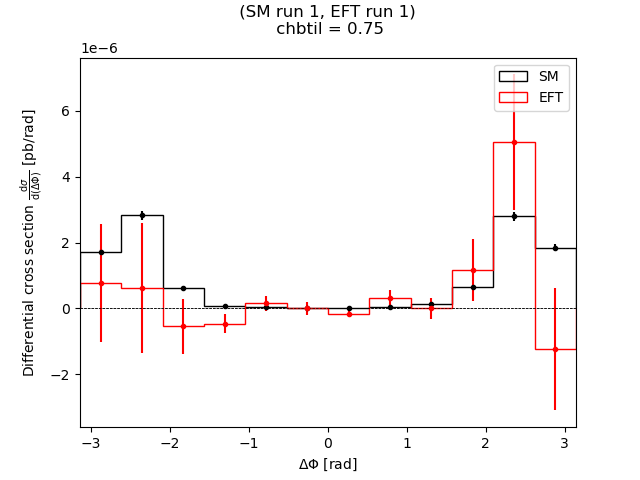 (SM run 1, EFT run 1)
chbtil = 0.75
1e−6
Differential cross section dσ/d(ΔΦ) [pb/rad]
6
4
2
0
−2
SM
EFT
−3 −2 −1 0 1 2 3
ΔΦ [rad]